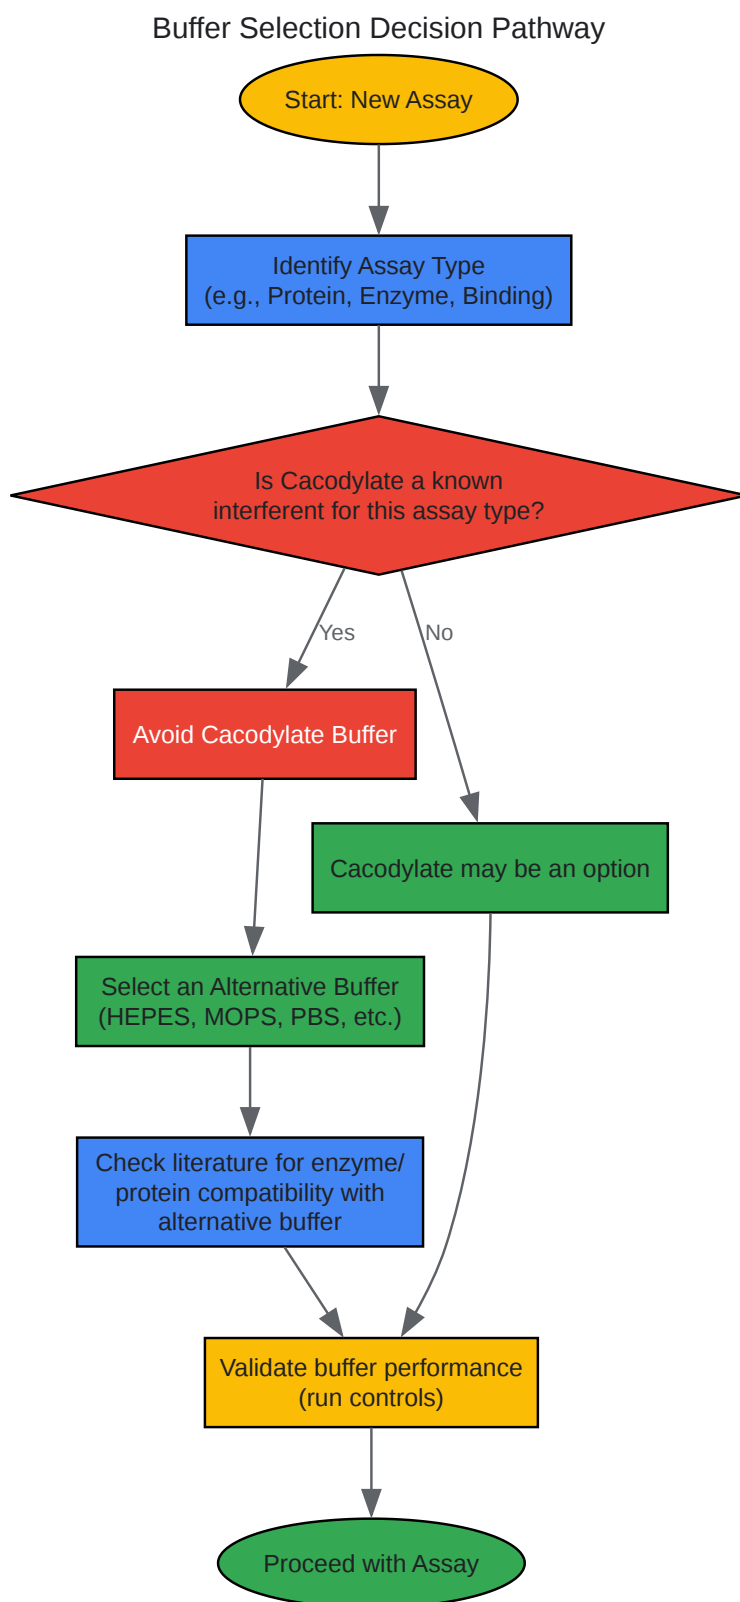 Buffer Selection Decision Pathway
Start: New Assay
Identify Assay Type
(e.g., Protein, Enzyme, Binding)
Is Cacodylate a known
interferent for this assay type?
Yes
No
Avoid Cacodylate Buffer
Cacodylate may be an option
Select an Alternative Buffer
(HEPES, MOPS, PBS, etc.)
Check literature for enzyme/
protein compatibility with
alternative buffer
Validate buffer performance
(run controls)
Proceed with Assay